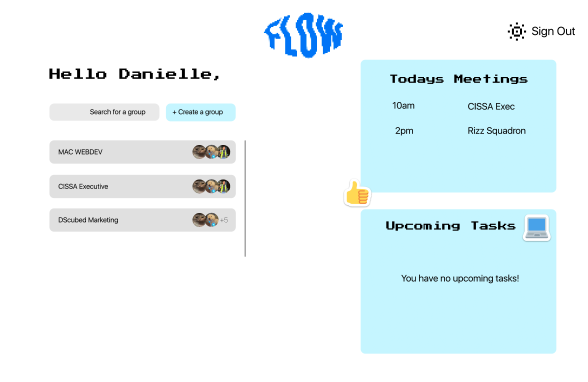 FLOW
Sign Out
Hello Danielle,
Search for a group
+ Create a group
MAC WEBDEV
CISSA Executive
DScubed Marketing
+5
Todays Meetings
10am CISSA Exec
2pm Rizz Squadron
Upcoming Tasks
You have no upcoming tasks!